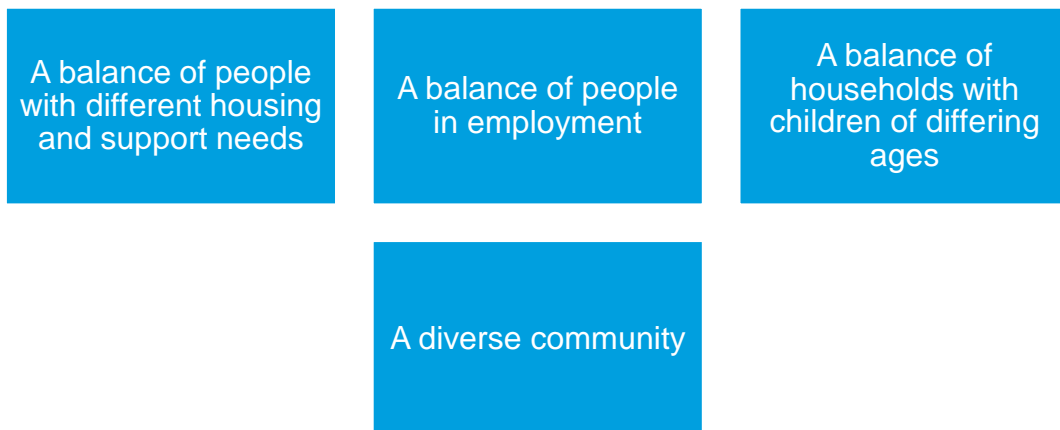 A balance of people
with different housing
and support needs
A balance of people
in employment
A balance of
households with
children of differing
ages
A diverse community